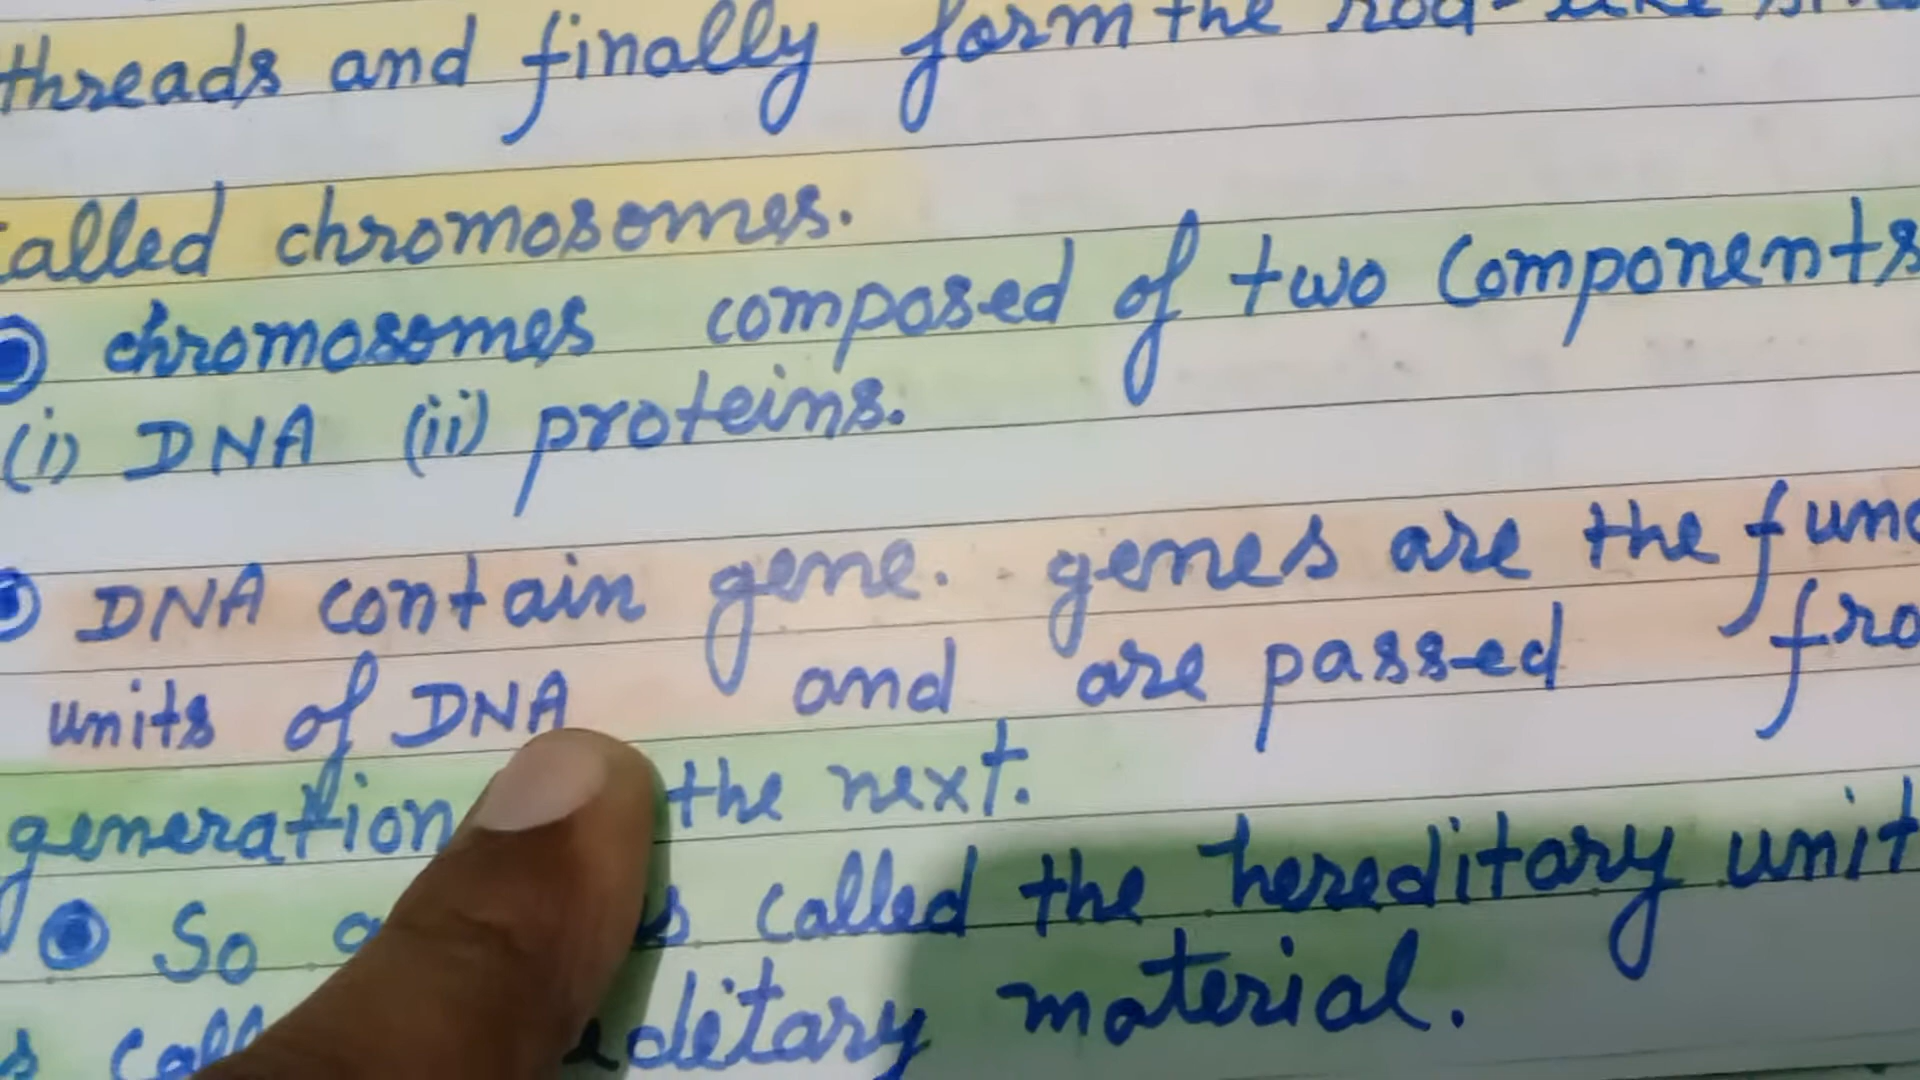 threads and finally form the rod-like
called chromosomes.
chromosomes composed of two components
(i) DNA (ii) proteins.
DNA contain gene. genes are the func
units of DNA and are passed fro
generation the next.
So called the hereditary unit
material.